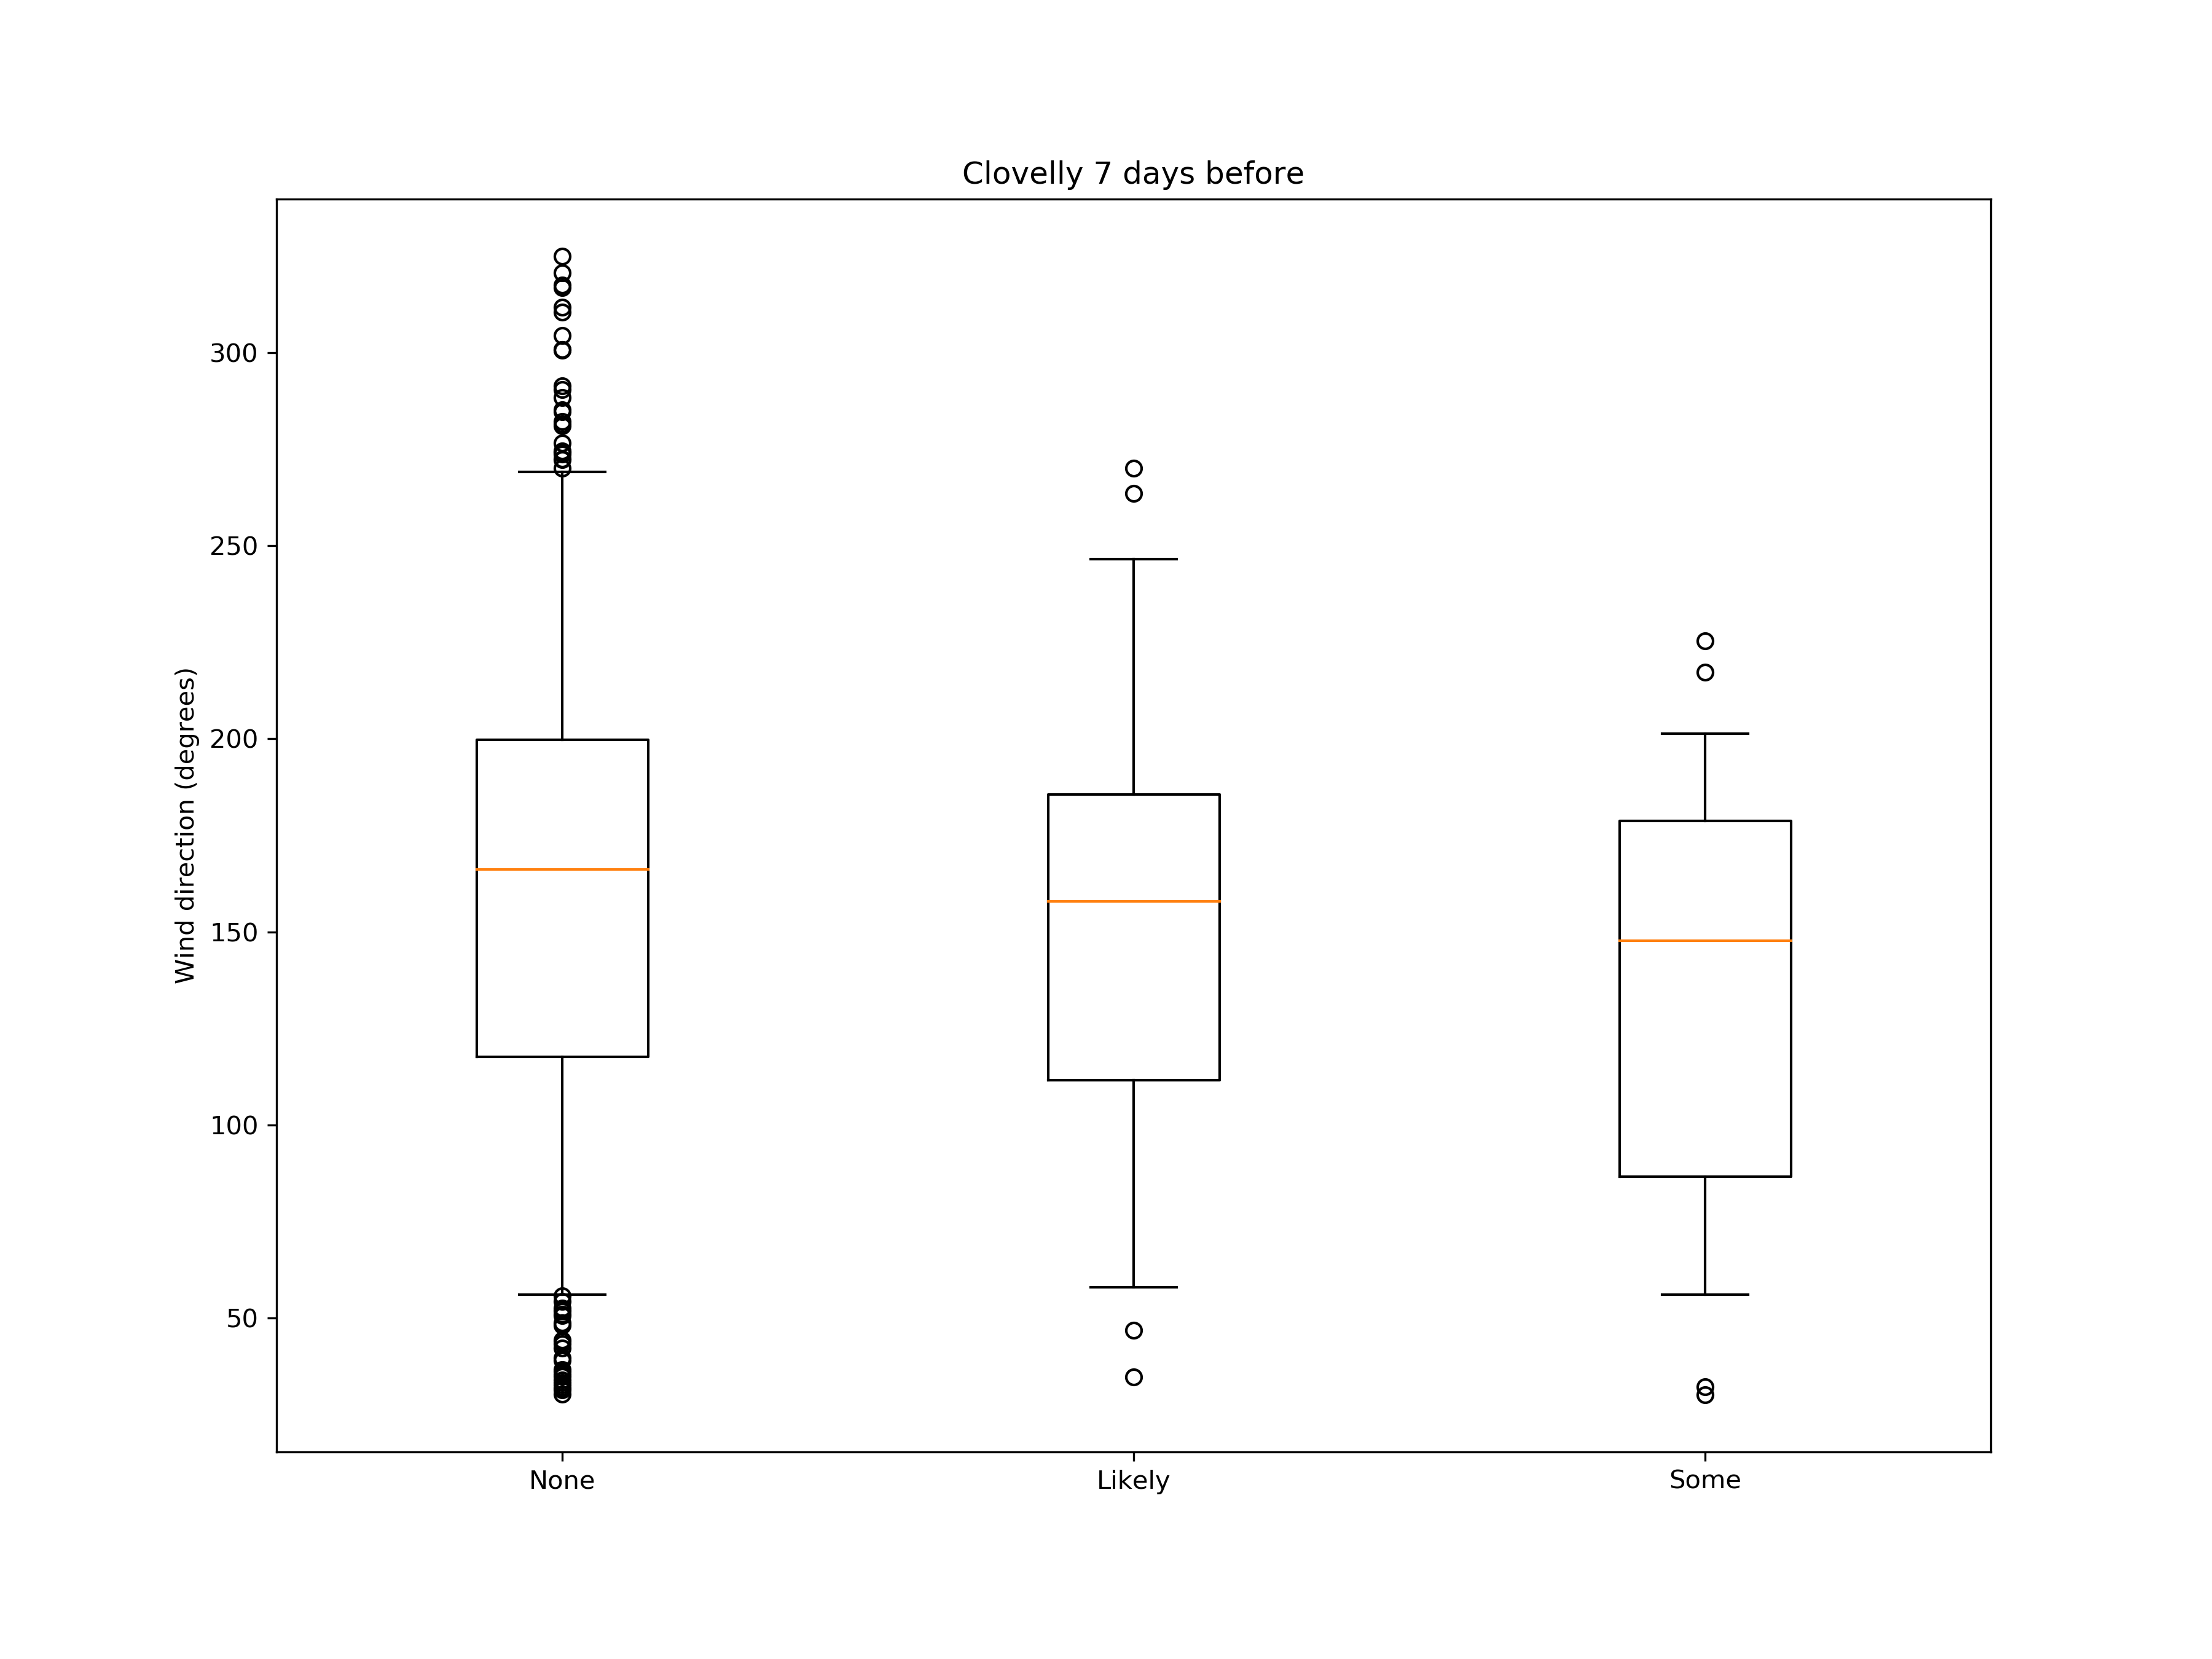 Clovelly 7 days before
Wind direction (degrees)
300
250
200
150
100
50
None
Likely
Some